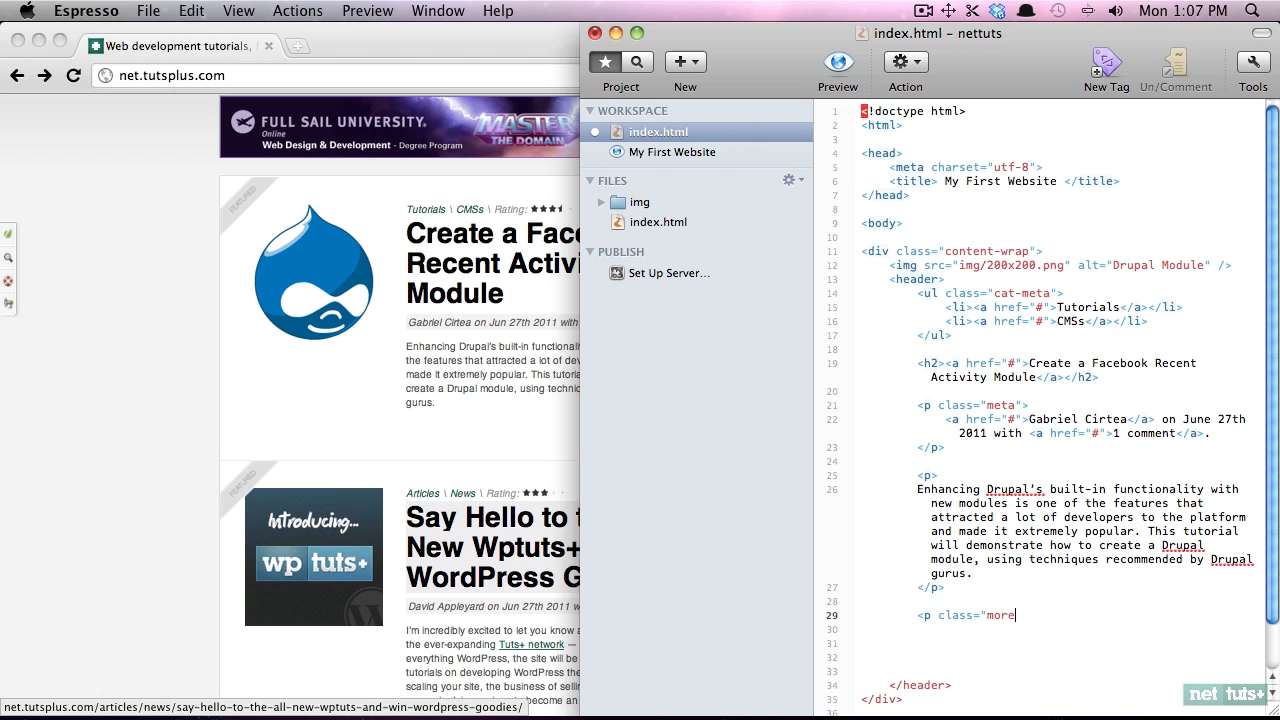 Espresso File Edit View Actions Preview Window Help Mon 1:07 PM
Web development tutorials,
net.tutsplus.com
FULL SAIL UNIVERSITY.
Online
Web Design & Development - Degree Program
MASTER
THE DOMAIN
FEATURED
Tutorials \ CMSs \ Rating:
Create a Fac
Recent Activi
Module
Gabriel Cirtea on Jun 27th 2011 with
Enhancing Drupal's built-in functionali
the features that attracted a lot of dev
made it extremely popular. This tutori
create a Drupal module, using techni
gurus.
FEATURED
Introducing...
wp tuts+
Articles \ News \ Rating:
Say Hello to t
New Wptuts+
WordPress G
David Appleyard on Jun 27th 2011 w
I'm incredibly excited to let you know a
the ever-expanding Tuts+ network —
everything WordPress, the site will be
tutorials on developing WordPress the
scaling your site, the business of sellin
become an
net.tutsplus.com/articles/news/say-hello-to-the-all-new-wptuts-and-win-wordpress-goodies/
index.html – nettuts
Project New Preview Action New Tag Un/Comment Tools
WORKSPACE
index.html
My First Website
FILES
img
index.html
PUBLISH
Set Up Server...
1 <!doctype html>
2 <html>
3
4 <head>
5 <meta charset="utf-8">
6 <title> My First Website </title>
7 </head>
8
9 <body>
10
11 <div class="content-wrap">
12 <img src="img/200x200.png" alt="Drupal Module" />
13 <header>
14 <ul class="cat-meta">
15 <li><a href="#">Tutorials</a></li>
16 <li><a href="#">CMSs</a></li>
17 </ul>
18
19 <h2><a href="#">Create a Facebook Recent
Activity Module</a></h2>
20
21 <p class="meta">
22 <a href="#">Gabriel Cirtea</a> on June 27th
2011 with <a href="#">1 comment</a>.
23 </p>
24
25 <p>
26 Enhancing Drupal's built-in functionality with
new modules is one of the features that
attracted a lot of developers to the platform
and made it extremely popular. This tutorial
will demonstrate how to create a Drupal
module, using techniques recommended by Drupal
gurus.
27 </p>
28
29 <p class="more
30
31
32
33
34 </header>
35 </div>
36
net tuts+